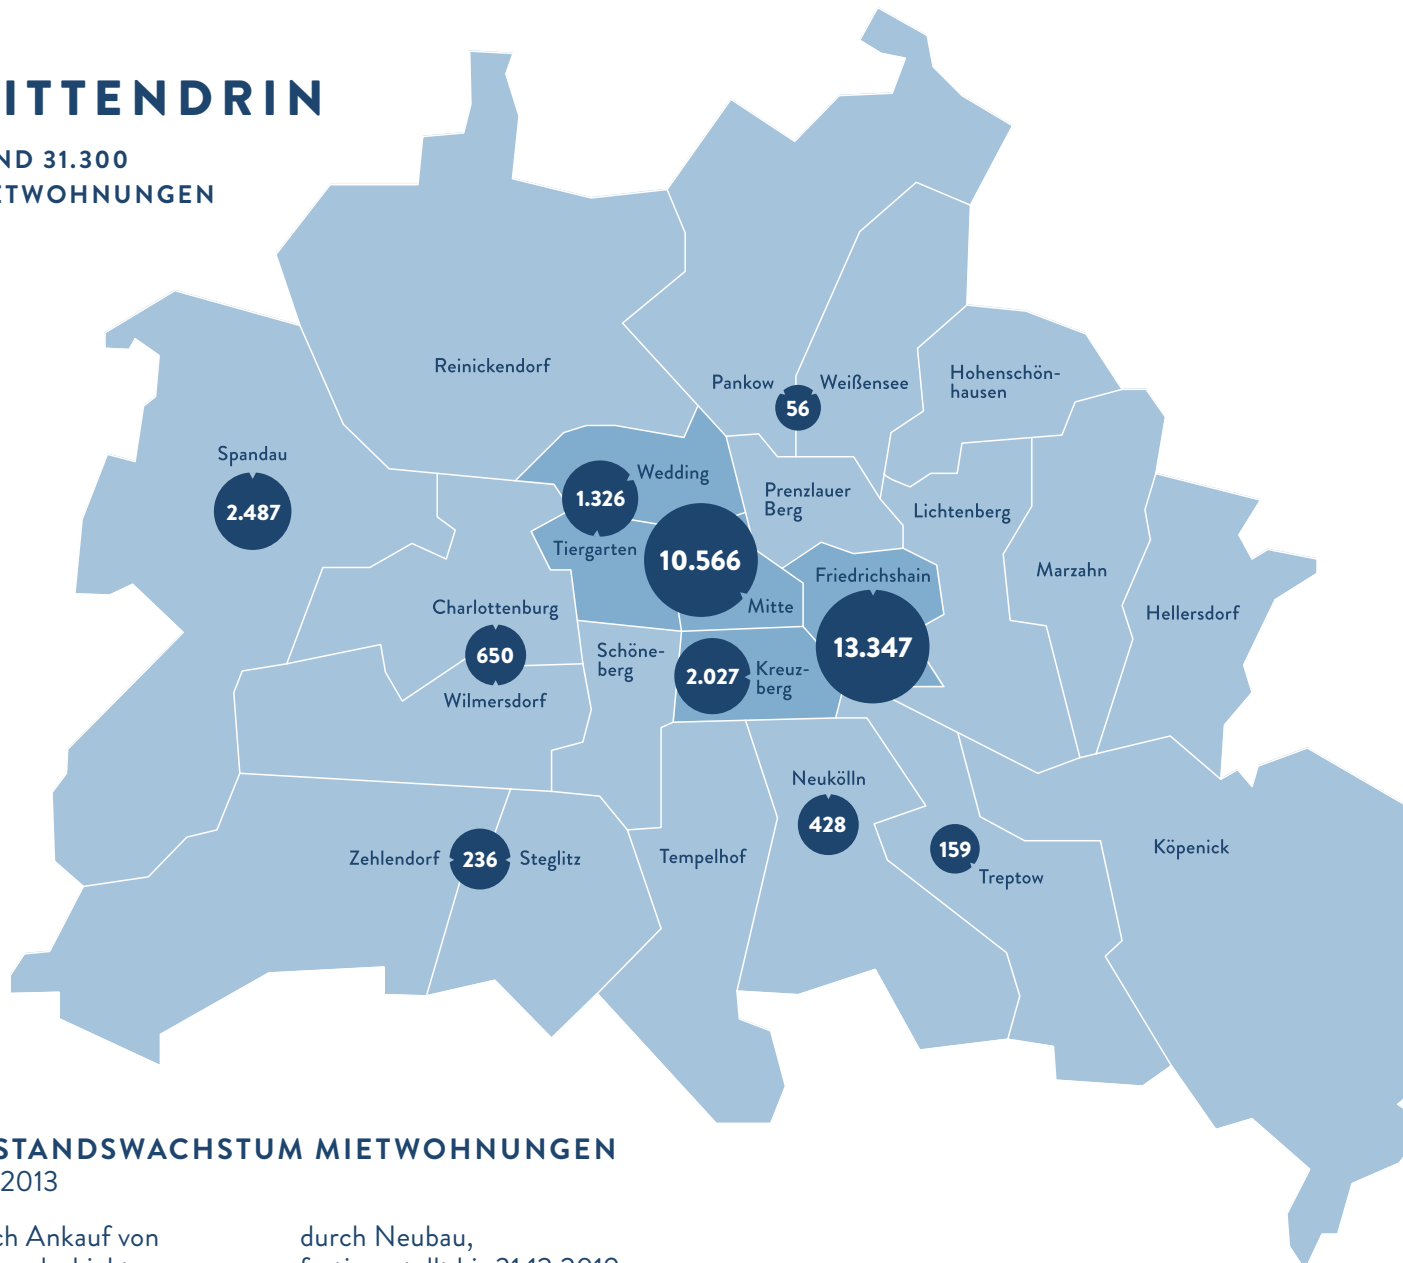 ITTENDRIN
ND 31.300
ETWOHNUNGEN
Reinickendorf
Pankow
Weißensee
56
Hohenschön-
hausen
Spandau
2.487
Wedding
1.326
Tiergarten
Prenzlauer
Berg
Lichtenberg
10.566
Mitte
Friedrichshain
13.347
Marzahn
Hellersdorf
Charlottenburg
650
Wilmersdorf
Schöne-
berg
2.027
Kreuz-
berg
Neukölln
428
159
Treptow
Köpenick
Zehlendorf
236
Steglitz
Tempelhof
STANDSWACHSTUM MIETWOHNUNGEN
2013
ch Ankauf von
durch Neubau,